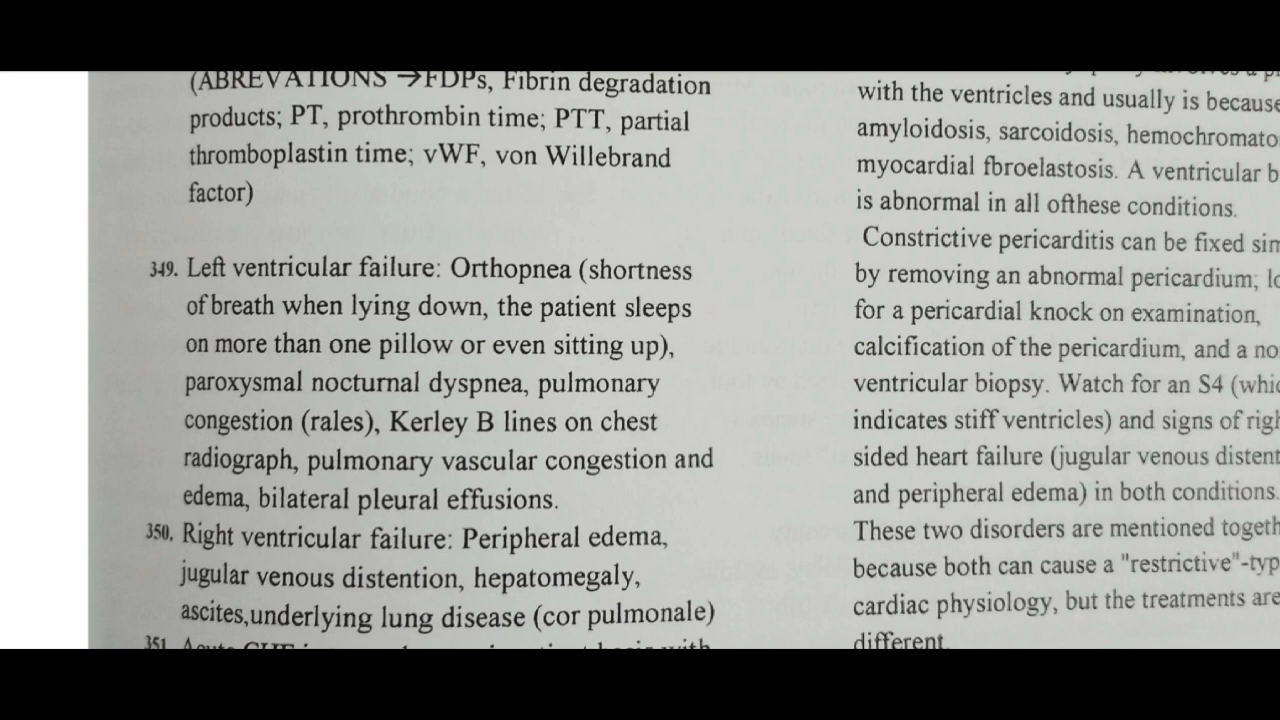 (ABREVATIONS →FDPs, Fibrin degradation
products; PT, prothrombin time; PTT, partial
thromboplastin time; vWF, von Willebrand
factor)
349. Left ventricular failure: Orthopnea (shortness
of breath when lying down, the patient sleeps
on more than one pillow or even sitting up),
paroxysmal nocturnal dyspnea, pulmonary
congestion (rales), Kerley B lines on chest
radiograph, pulmonary vascular congestion and
edema, bilateral pleural effusions.
350. Right ventricular failure: Peripheral edema,
jugular venous distention, hepatomegaly,
ascites,underlying lung disease (cor pulmonale)
351
with the ventricles and usually is because
amyloidosis, sarcoidosis, hemochromato
myocardial fbroelastosis. A ventricular b
is abnormal in all ofthese conditions.
Constrictive pericarditis can be fixed sim
by removing an abnormal pericardium; lo
for a pericardial knock on examination,
calcification of the pericardium, and a no
ventricular biopsy. Watch for an S4 (whic
indicates stiff ventricles) and signs of righ
sided heart failure (jugular venous distent
and peripheral edema) in both conditions.
These two disorders are mentioned togeth
because both can cause a "restrictive"-typ
cardiac physiology, but the treatments are
different.